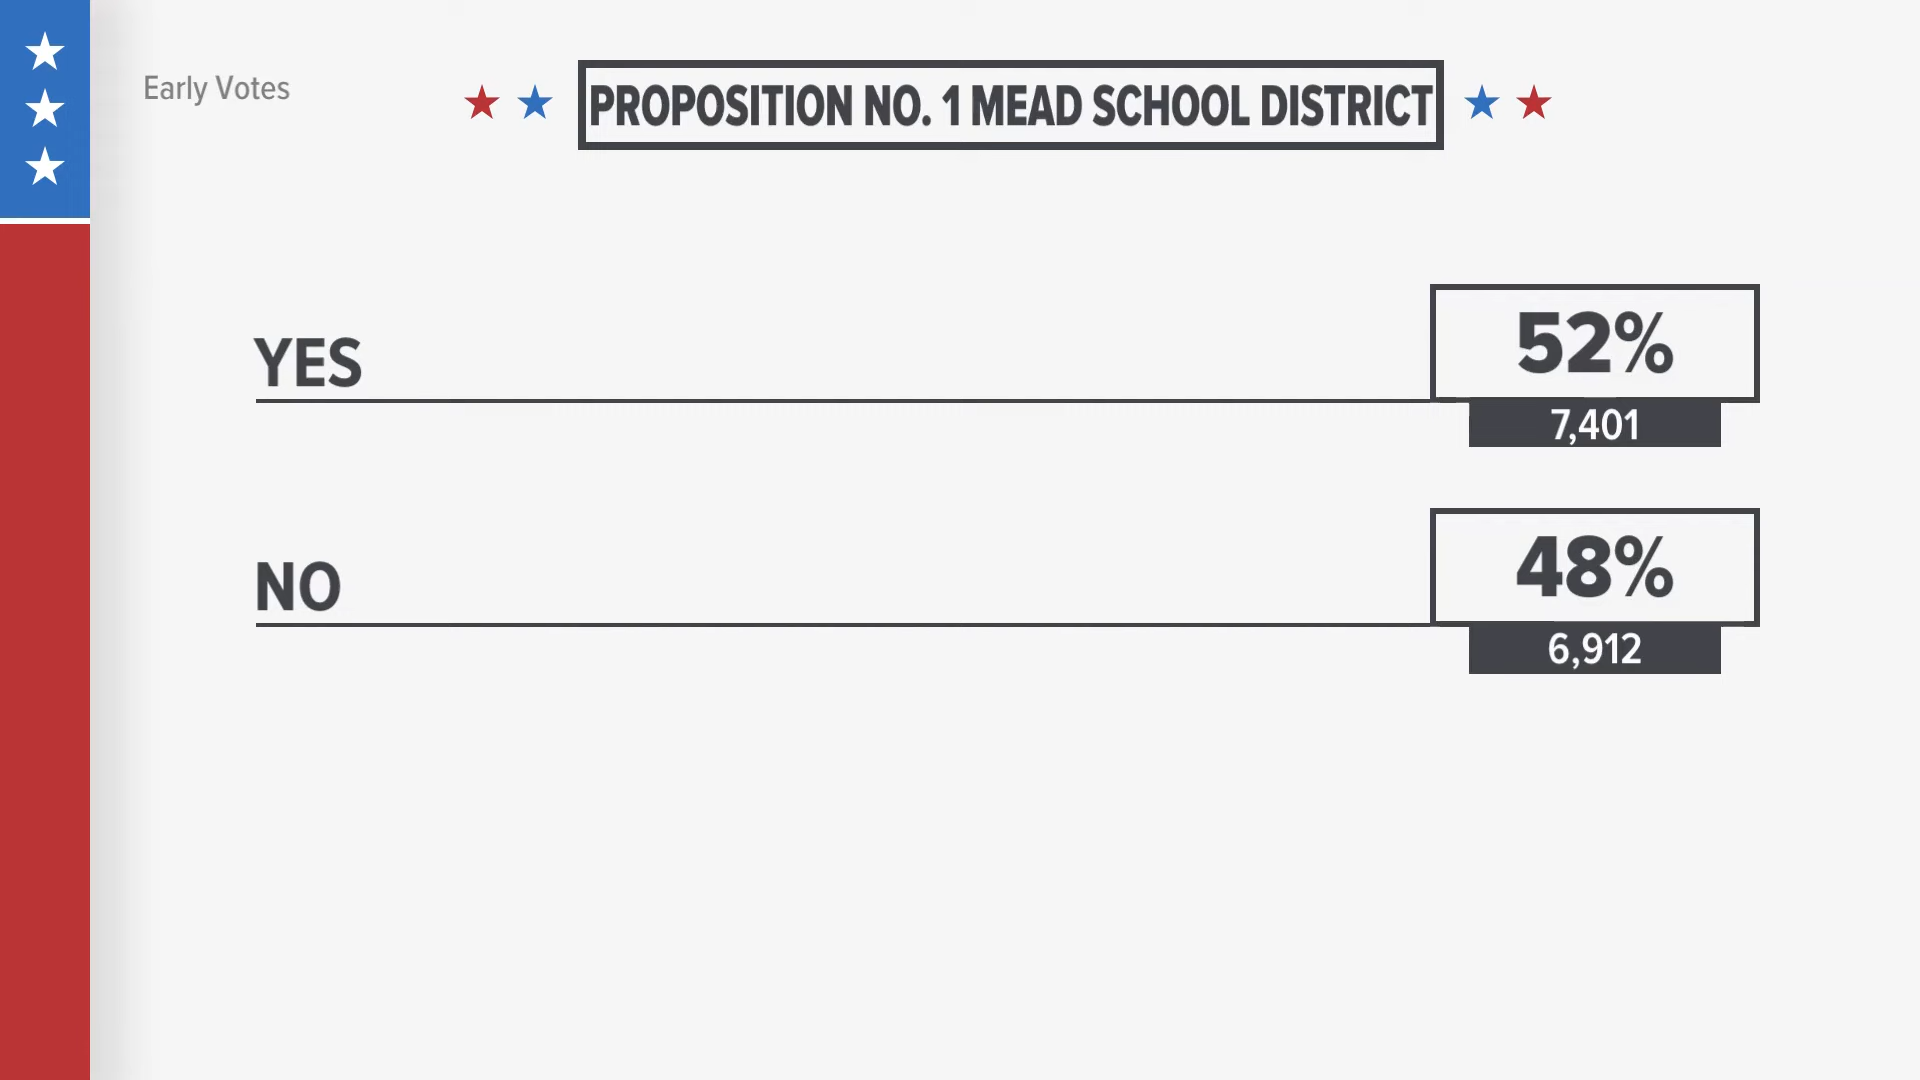 Early Votes
PROPOSITION NO. 1 MEAD SCHOOL DISTRICT
YES
52%
7,401
NO
48%
6,912